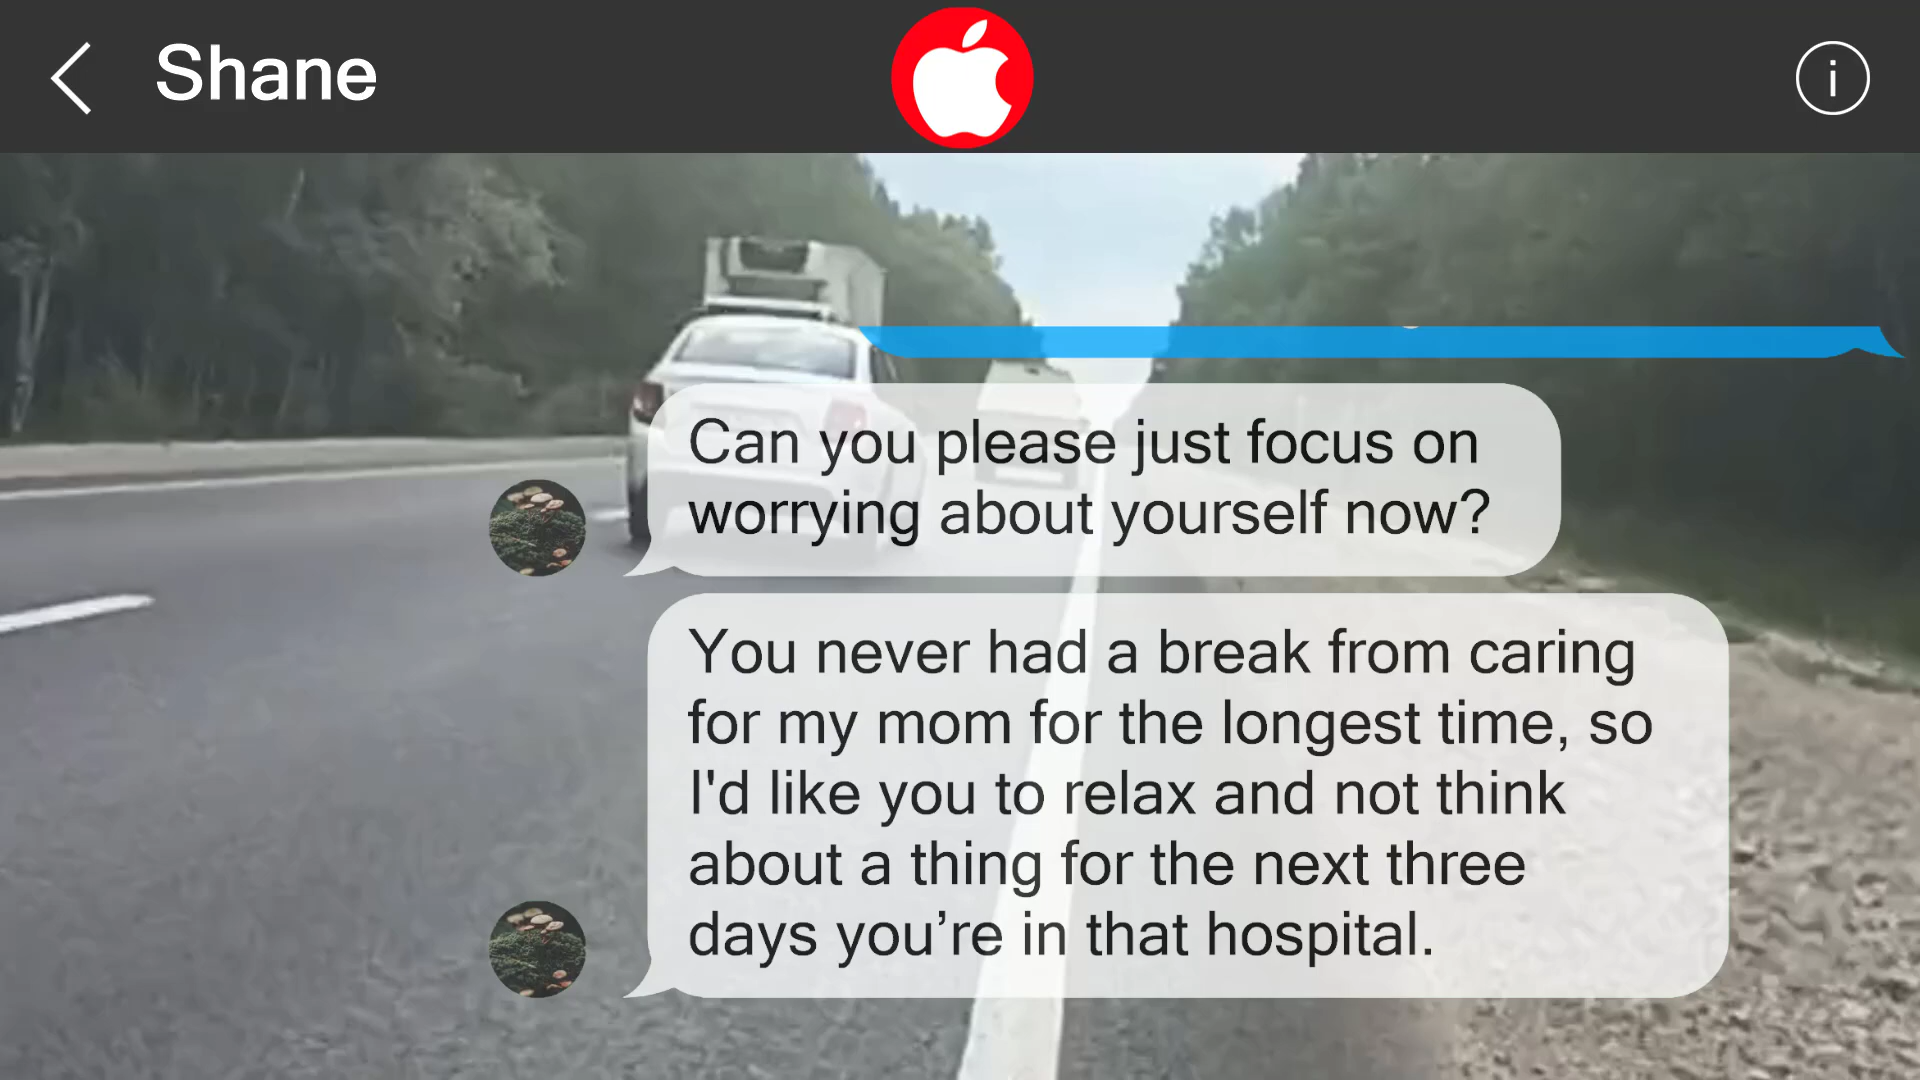 Shane
i
Can you please just focus on
worrying about yourself now?
You never had a break from caring
for my mom for the longest time, so
I'd like you to relax and not think
about a thing for the next three
days you’re in that hospital.